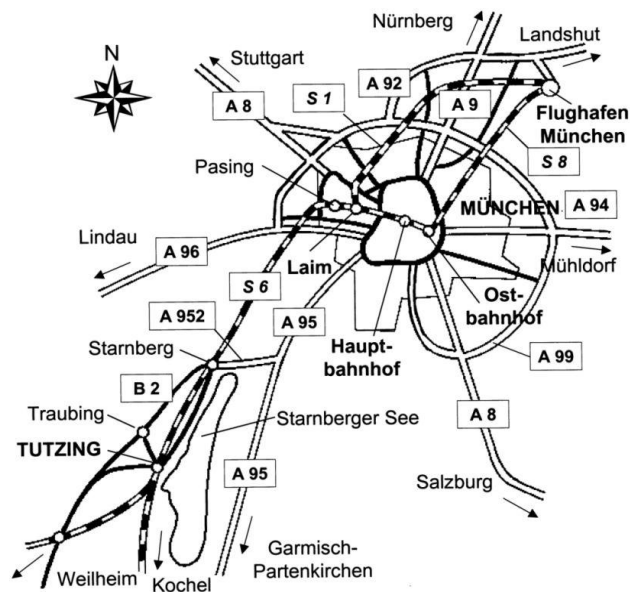 Nürnberg
N
Landshut
Stuttgart
S 1
A 92
A 8
A 9
Flughafen
München
Pasing
S 8
MÜNCHEN
A 94
Lindau
A 96
Laim
Mühldorf
S 6
Ost-
bahnhof
A 952
A 95
Haupt-
bahnhof
Starnberg
A 99
B 2
A 8
Traubing
Starnberger See
TUTZING
A 95
Salzburg
Garmisch-
Partenkirchen
Weilheim
Kochel